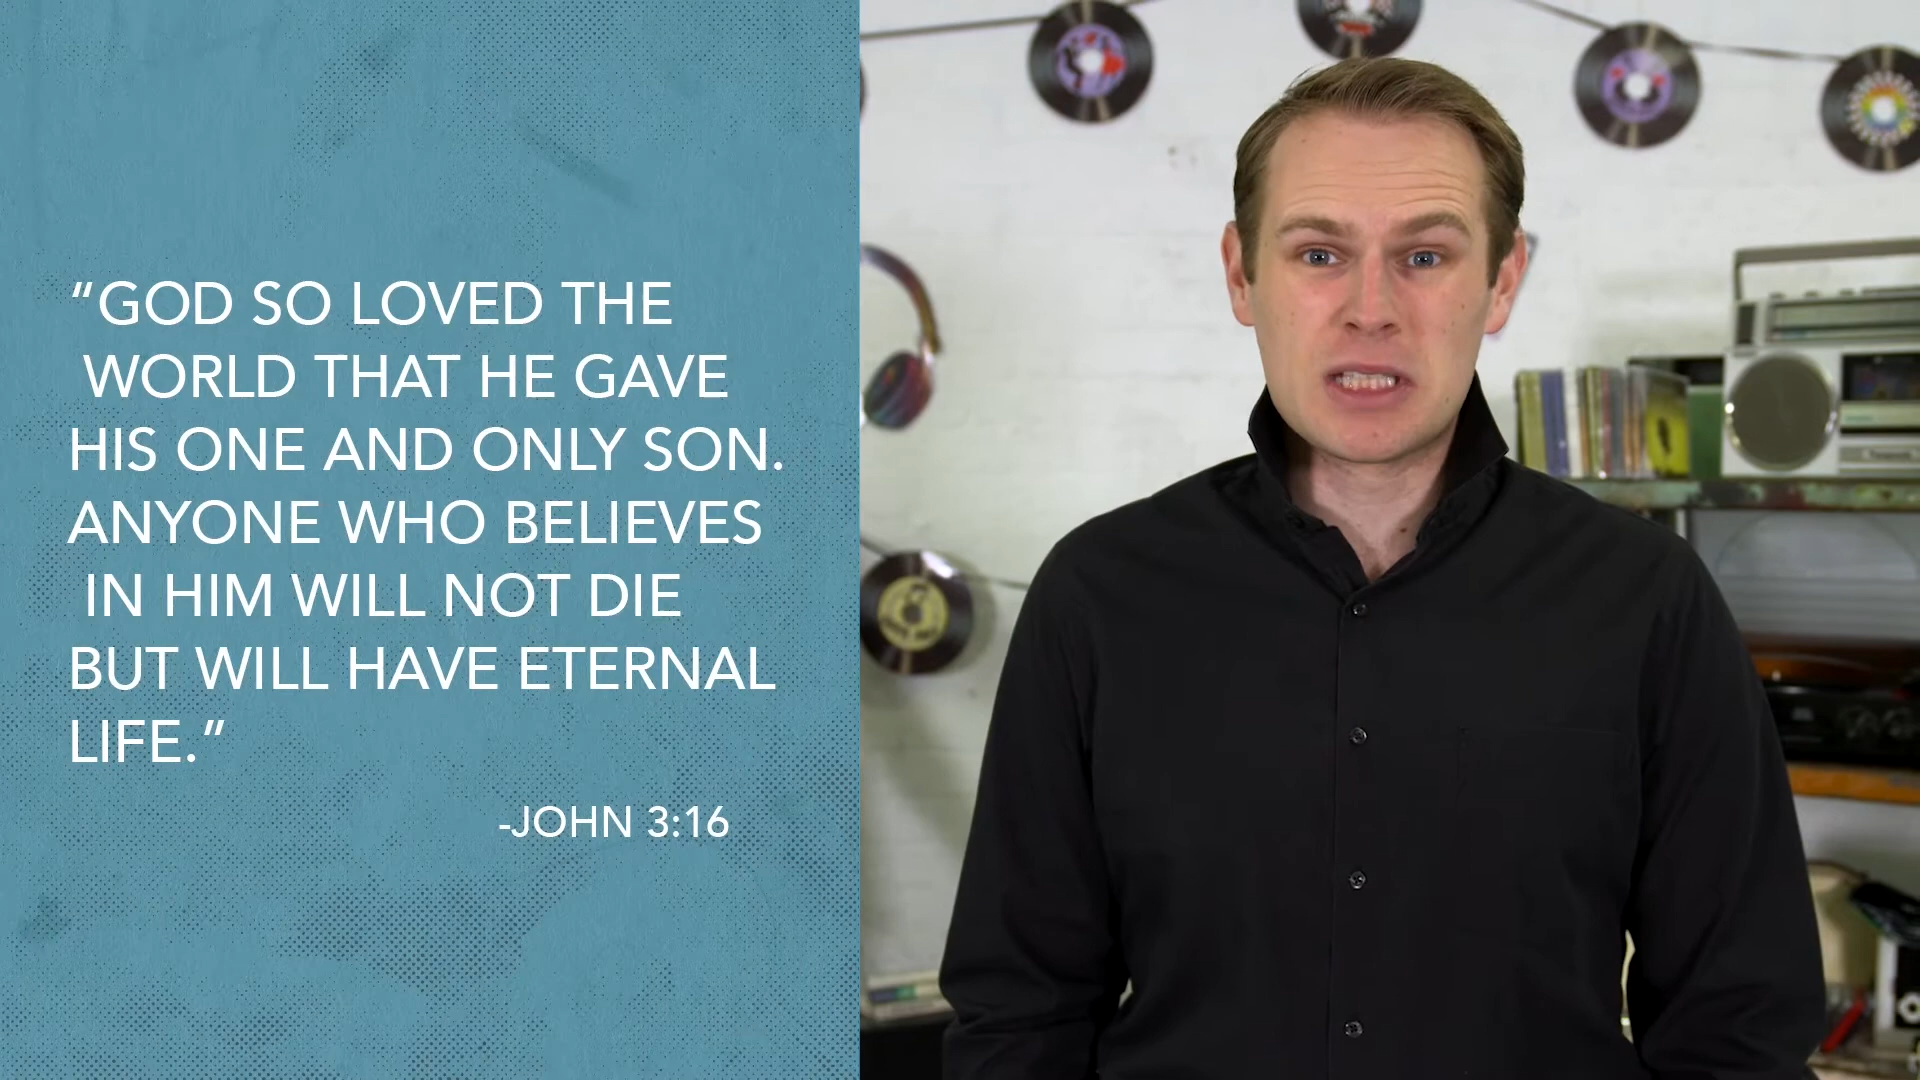 “GOD SO LOVED THE
WORLD THAT HE GAVE
HIS ONE AND ONLY SON.
ANYONE WHO BELIEVES
IN HIM WILL NOT DIE
BUT WILL HAVE ETERNAL
LIFE.”
-JOHN 3:16